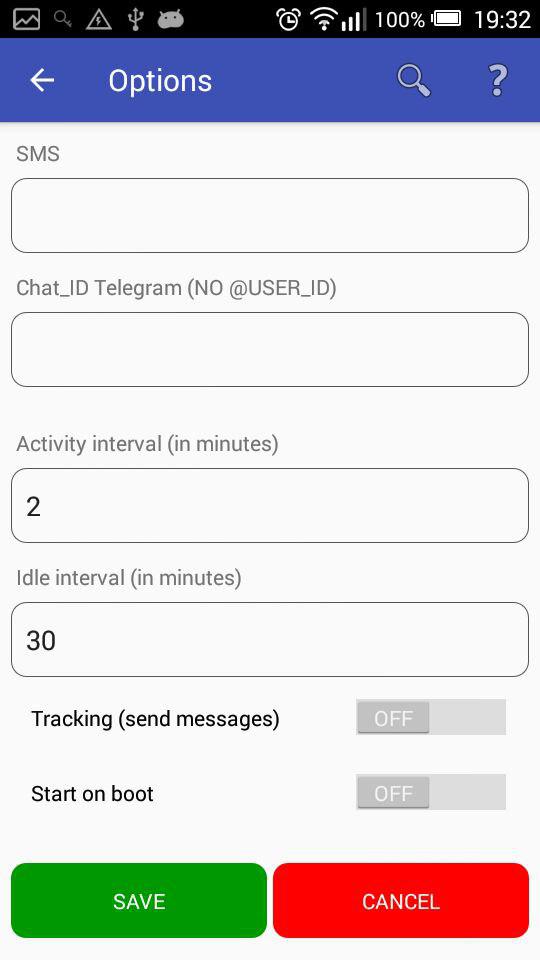 100% 19:32
Options
SMS
Chat_ID Telegram (NO @USER_ID)
Activity interval (in minutes)
2
Idle interval (in minutes)
30
Tracking (send messages) OFF
Start on boot OFF
SAVE CANCEL